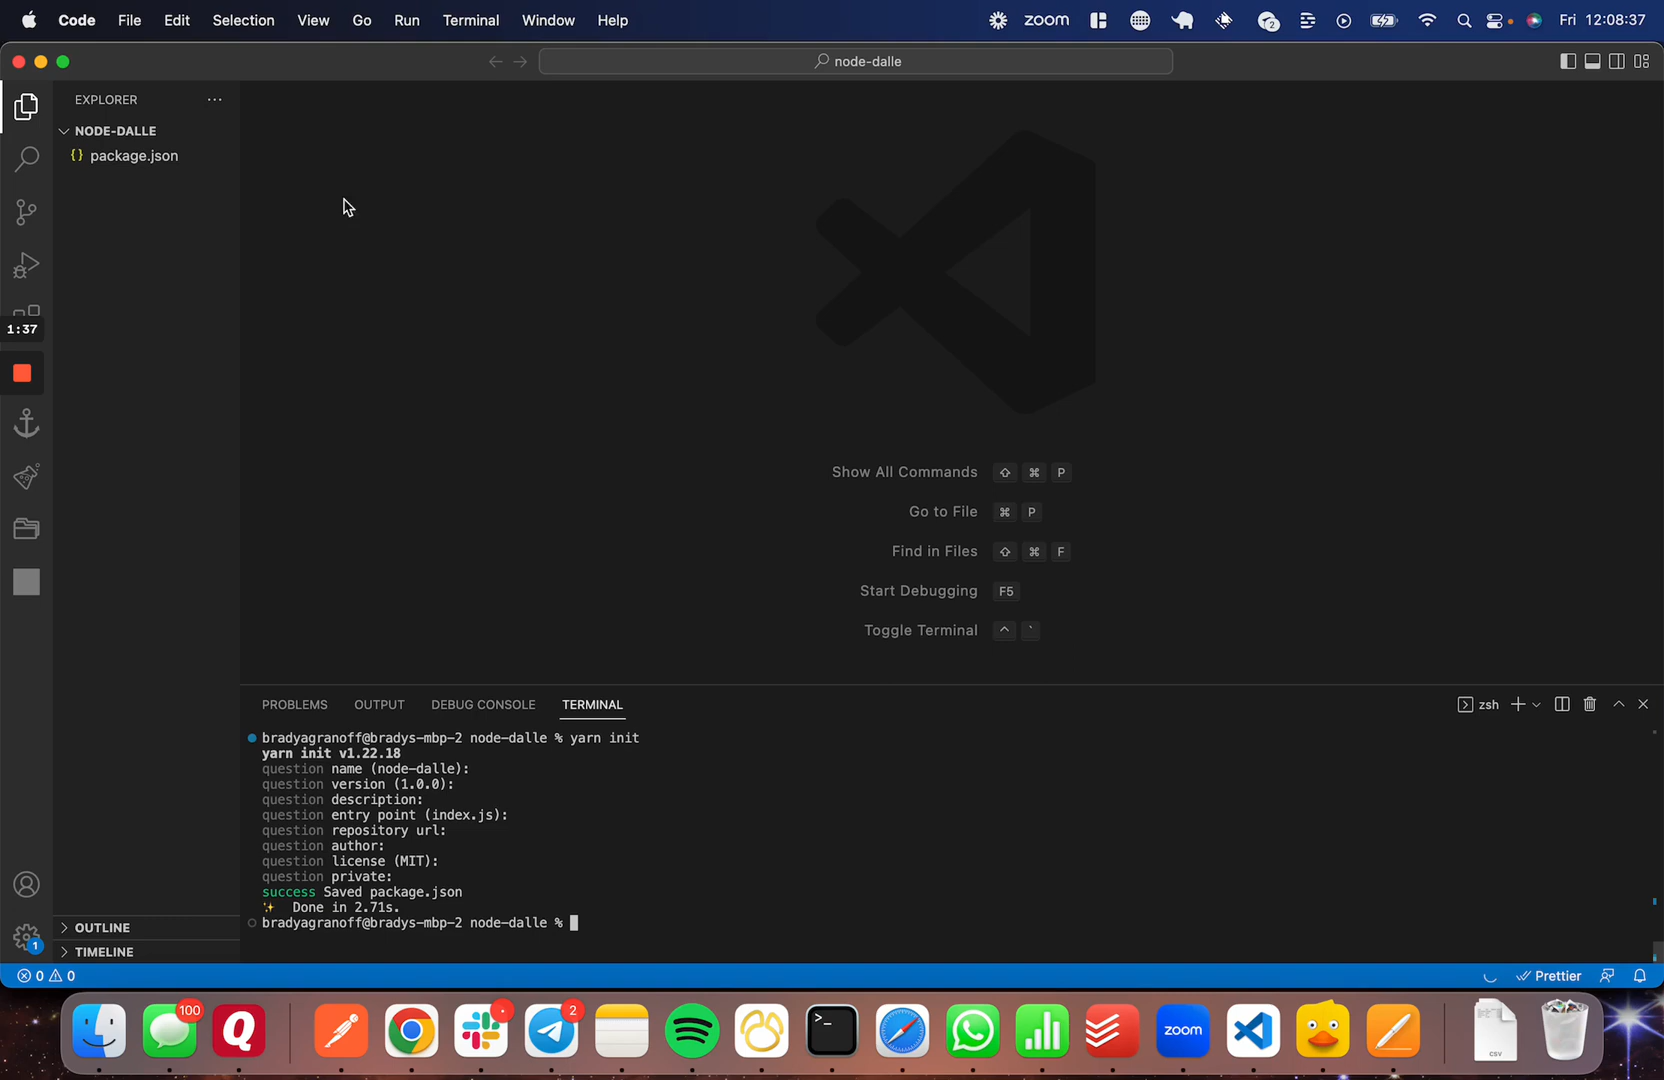 Code File Edit Selection View Go Run Terminal Window Help zoom 2 Fri 12:08:37
node-dalle
EXPLORER
NODE-DALLE
{} package.json
1:37
Show All Commands ⇧ ⌘ P
Go to File ⌘ P
Find in Files ⇧ ⌘ F
Start Debugging F5
Toggle Terminal ^ `
PROBLEMS OUTPUT DEBUG CONSOLE TERMINAL zsh
bradyagranoff@bradys-mbp-2 node-dalle % yarn init
yarn init v1.22.18
question name (node-dalle):
question version (1.0.0):
question description:
question entry point (index.js):
question repository url:
question author:
question license (MIT):
question private:
success Saved package.json
✨ Done in 2.71s.
bradyagranoff@bradys-mbp-2 node-dalle %
OUTLINE
1
TIMELINE
0 0 Prettier
100 2
zoom
CSV